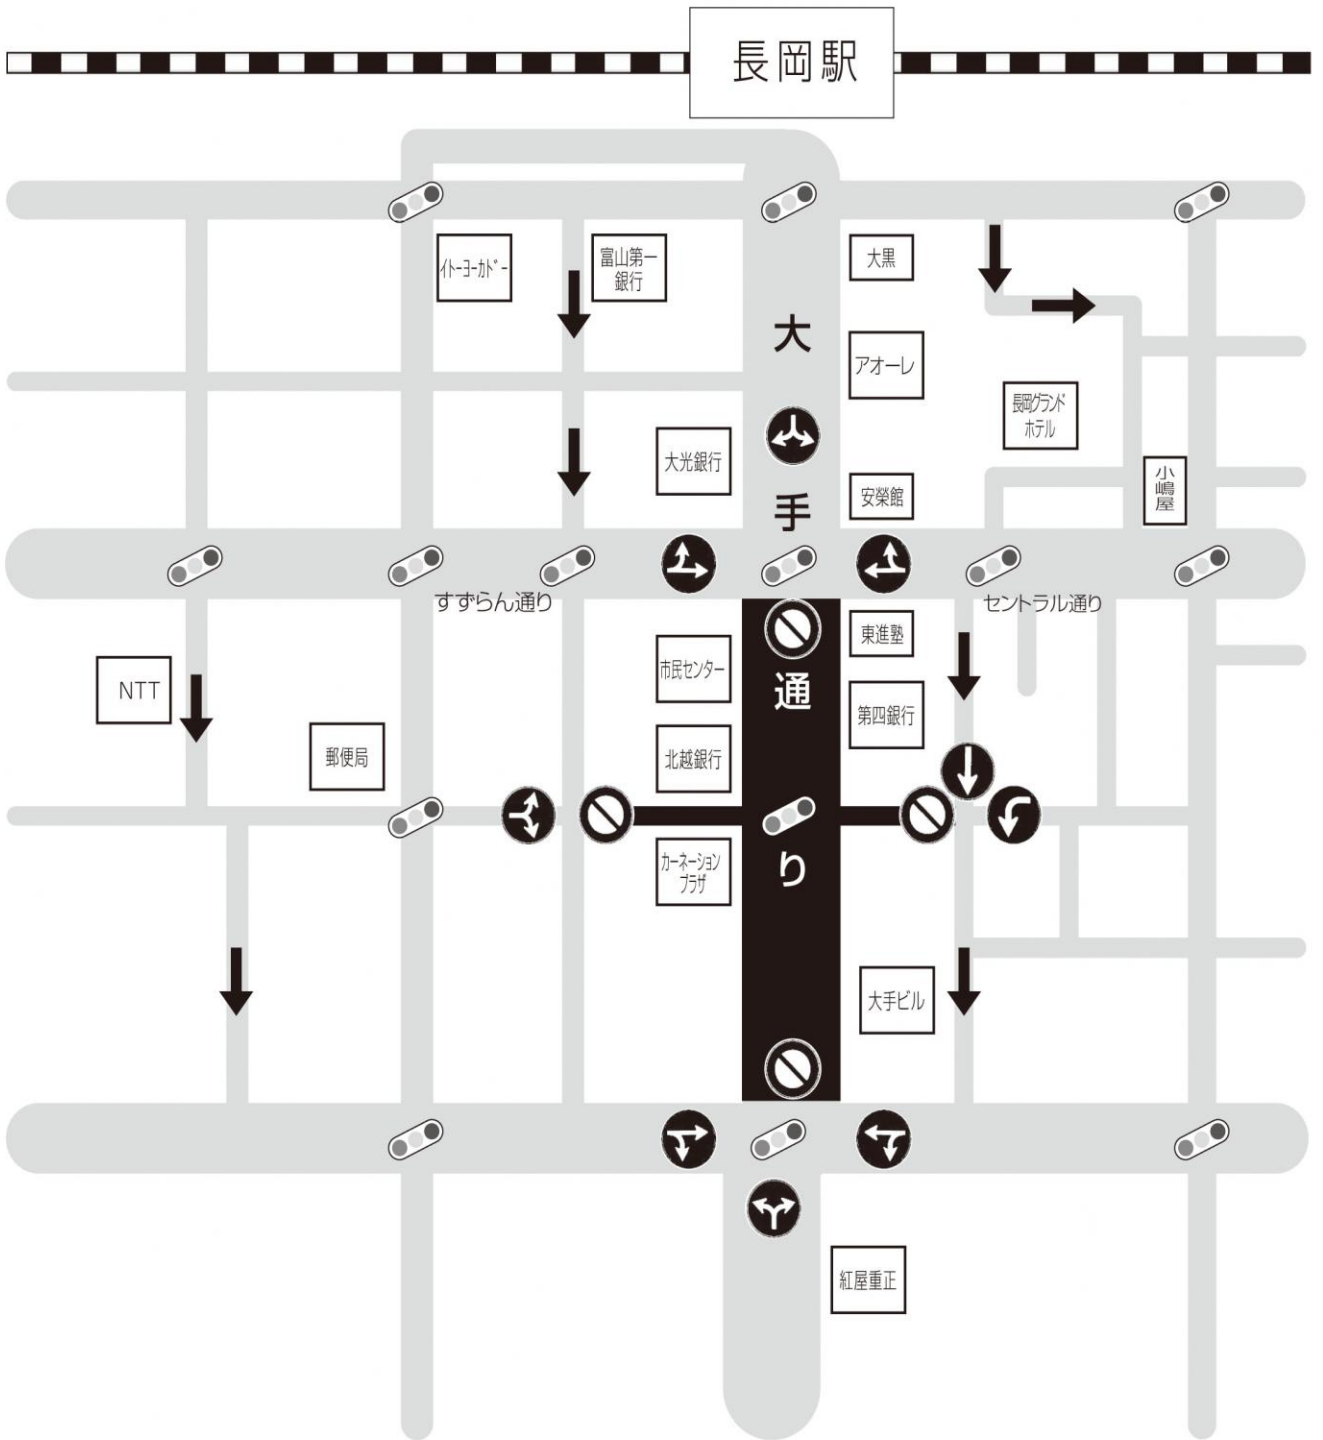 長岡駅
イトーヨーカドー
富山第一
銀行
大黒
大手通り
アオーレ
長岡グランド
ホテル
大光銀行
安榮館
小嶋屋
すずらん通り
セントラル通り
東進塾
市民センター
NTT
第四銀行
郵便局
北越銀行
カーネーション
プラザ
大手ビル
紅屋重正